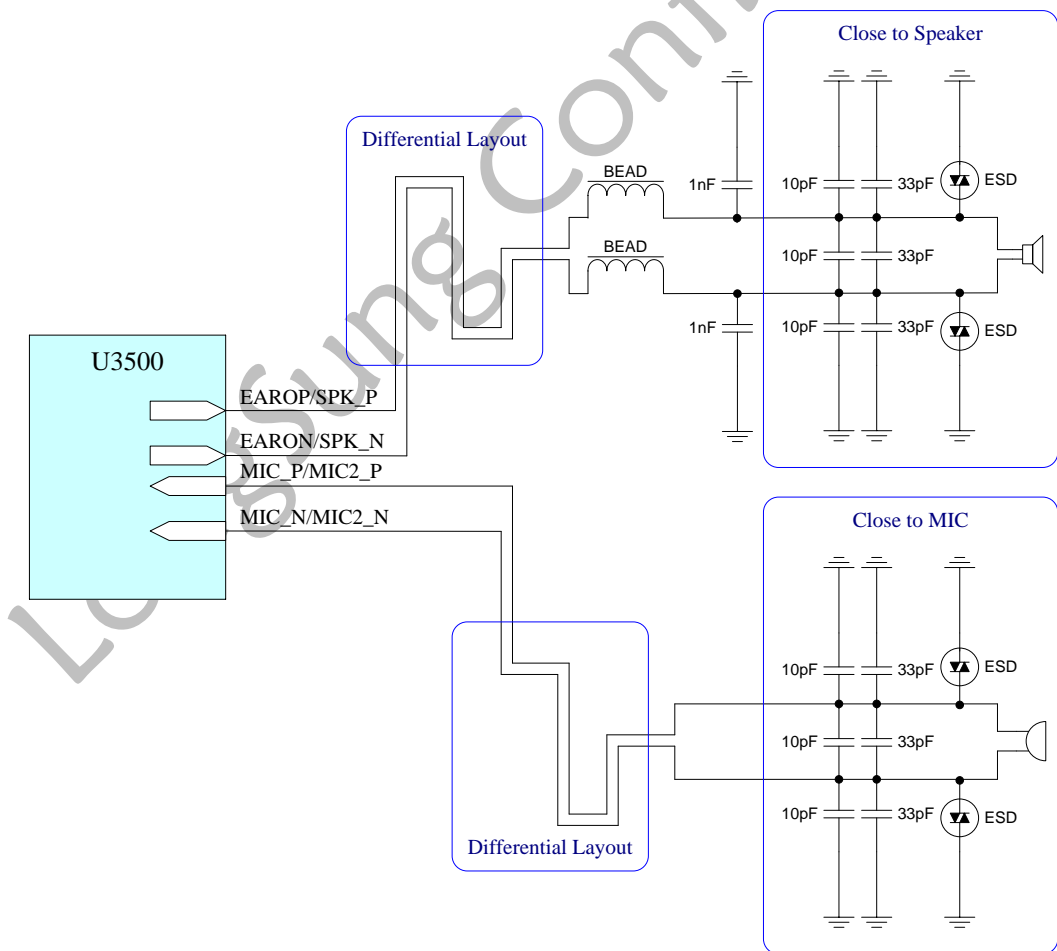 Close to Speaker
Differential Layout
BEAD
1nF
10pF
33pF
ESD
BEAD
10pF
33pF
1nF
10pF
33pF
ESD
U3500
EAROP/SPK_P
EARON/SPK_N
MIC_P/MIC2_P
MIC_N/MIC2_N
Close to MIC
10pF
33pF
ESD
10pF
33pF
10pF
33pF
ESD
Differential Layout